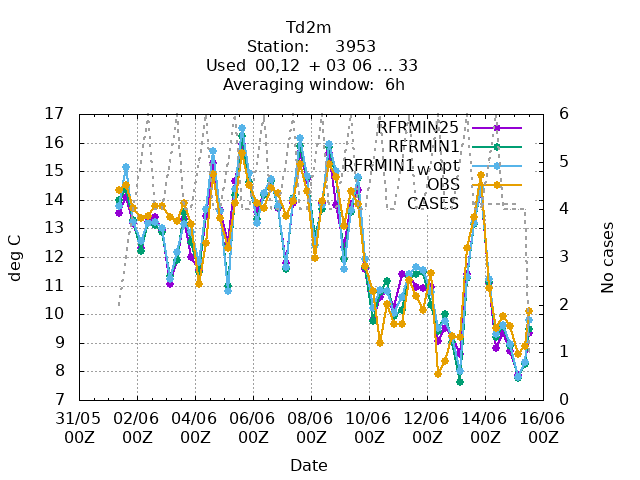 Td2m
Station: 3953
Used 00,12 + 03 06 ... 33
Averaging window: 6h
17
16
15
14
13
12
11
10
9
8
7
deg C
6
5
4
3
2
1
0
No cases
RFRMIN25
RFRMIN1
RFRMIN1_W_opt
OBS
CASES
31/05 02/06 04/06 06/06 08/06 10/06 12/06 14/06 16/06
00Z 00Z 00Z 00Z 00Z 00Z 00Z 00Z 00Z
Date